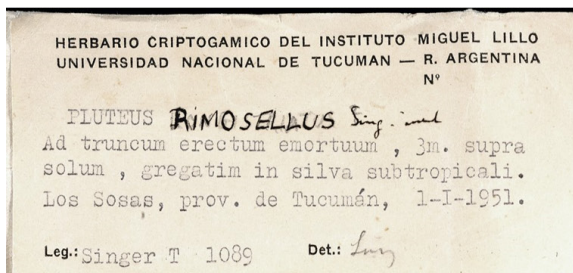 HERBARIO CRIPTOGAMICO DEL INSTITUTO MIGUEL LILLO
UNIVERSIDAD NACIONAL DE TUCUMAN — R. ARGENTINA
Nº
PLUTEUS RIMOSELLUS Sing.
Ad truncum erectum emortuum , 3m. supra
solum , gregatim in silva subtropicali.
Los Sosas, prov. de Tucumán, 1-I-1951.
Leg.: Singer T 1089 Det.: